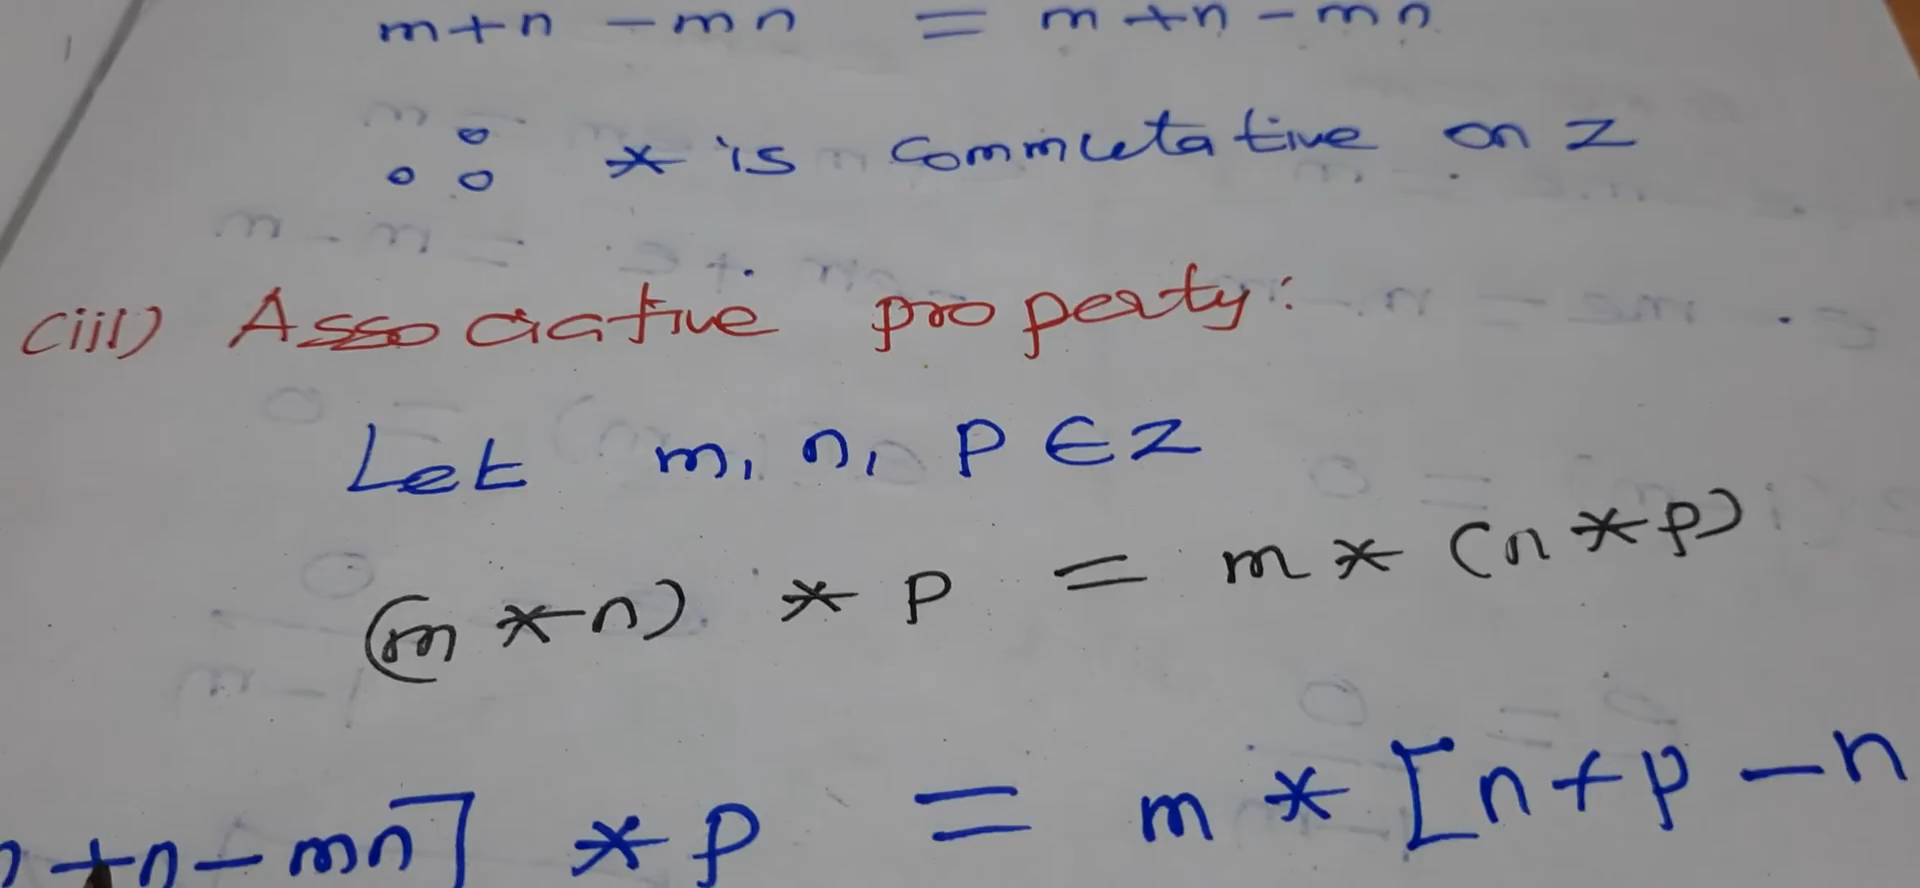 m+n -mn = m+n-mn
∴ * is commutative on Z
(iii) Associative property:
Let m, n, P ∈ Z
(m * n) * P = m * (n * p)
+n-mn] * p = m * [n+p-n